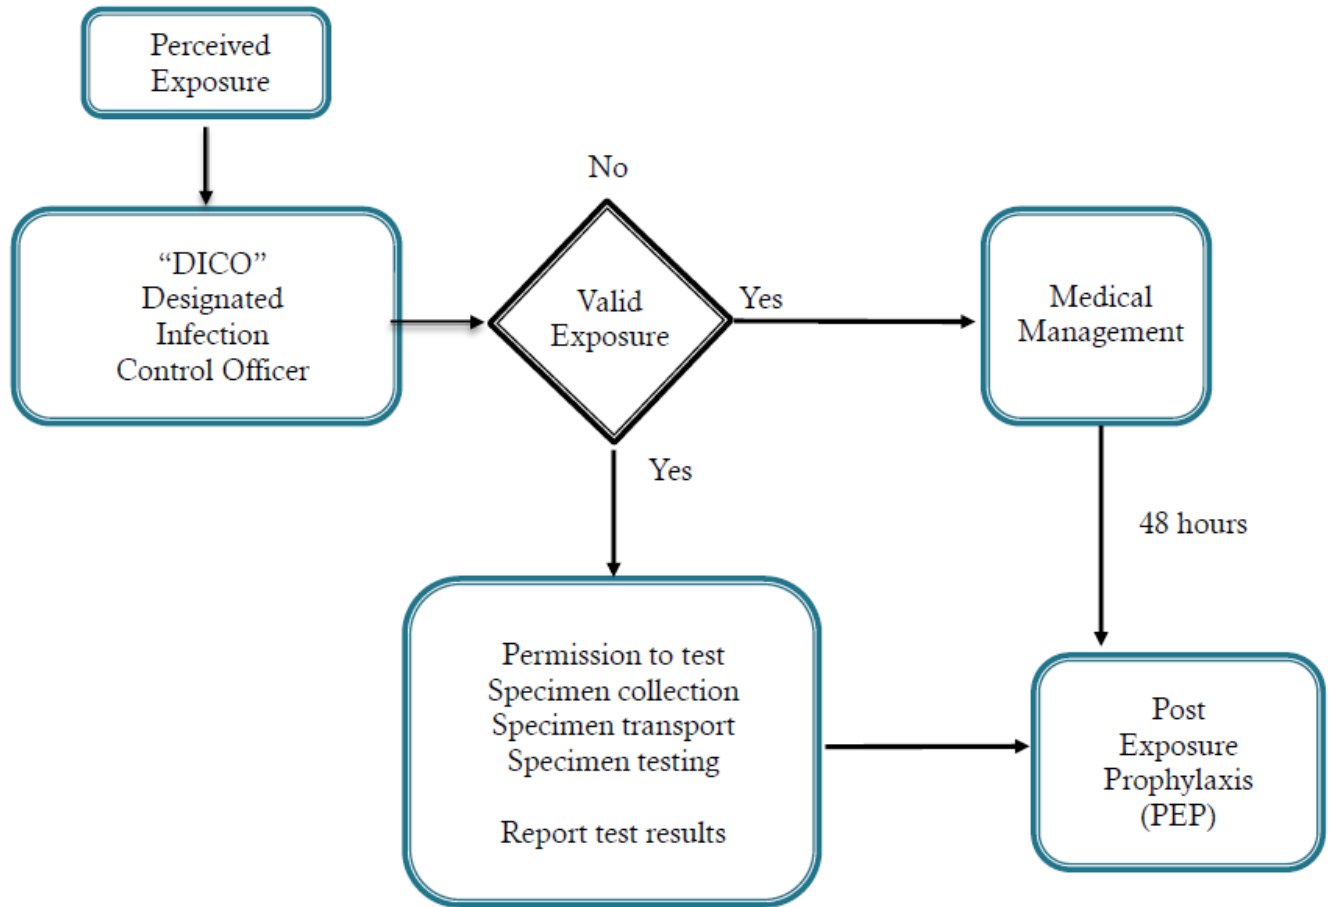 Perceived
Exposure
“DICO”
Designated
Infection
Control Officer
No
Valid
Exposure
Yes
Yes
Medical
Management
48 hours
Permission to test
Specimen collection
Specimen transport
Specimen testing
Report test results
Post
Exposure
Prophylaxis
(PEP)